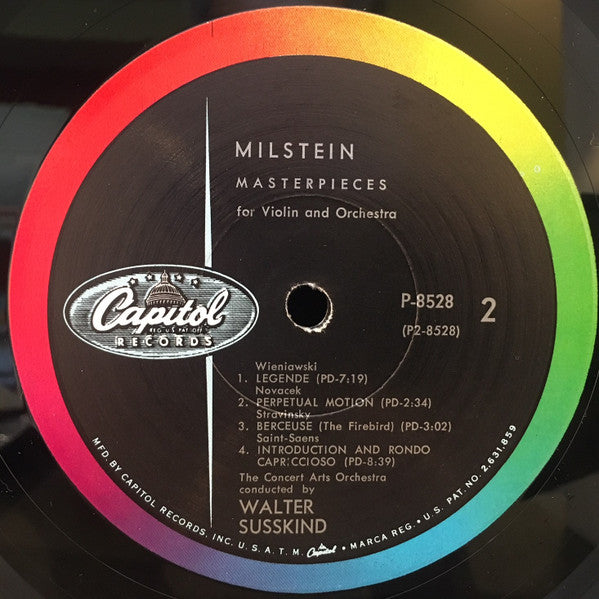 MILSTEIN
MASTERPIECES
for Violin and Orchestra
Capitol
REG. U.S. PAT. OFF.
RECORDS
P-8528
2
(P2-8528)
Wieniawski
1. LEGENDE (PD-7:19)
Novacek
2. PERPETUAL MOTION (PD-2:34)
Stravinsky
3. BERCEUSE (The Firebird) (PD-3:02)
Saint-Saens
4. INTRODUCTION AND RONDO
CAPRICCIOSO (PD-8:39)
The Concert Arts Orchestra
conducted by
WALTER
SUSSKIND
MFD. BY CAPITOL RECORDS, INC. U.S.A. T.M. Capitol • MARCA REG. • U.S. PAT. NO. 2,631,859